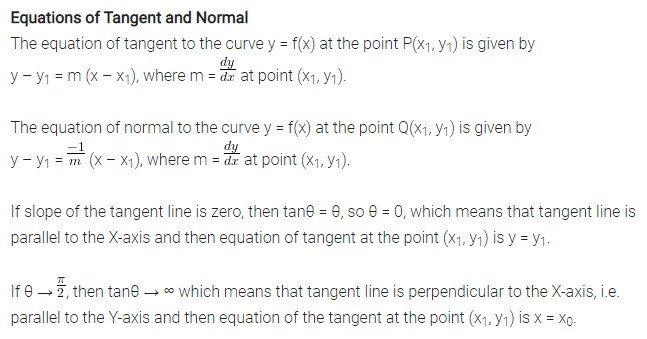 Equations of Tangent and Normal
The equation of tangent to the curve y = f(x) at the point P(x₁, y₁) is given by
y – y₁ = m (x – x₁), where m = dy/dx at point (x₁, y₁).
The equation of normal to the curve y = f(x) at the point Q(x₁, y₁) is given by
y – y₁ = −1/m (x – x₁), where m = dy/dx at point (x₁, y₁).
If slope of the tangent line is zero, then tanθ = θ, so θ = 0, which means that tangent line is
parallel to the X-axis and then equation of tangent at the point (x₁, y₁) is y = y₁.
If θ → π/2, then tanθ → ∞ which means that tangent line is perpendicular to the X-axis, i.e.
parallel to the Y-axis and then equation of the tangent at the point (x₁, y₁) is x = x₀.